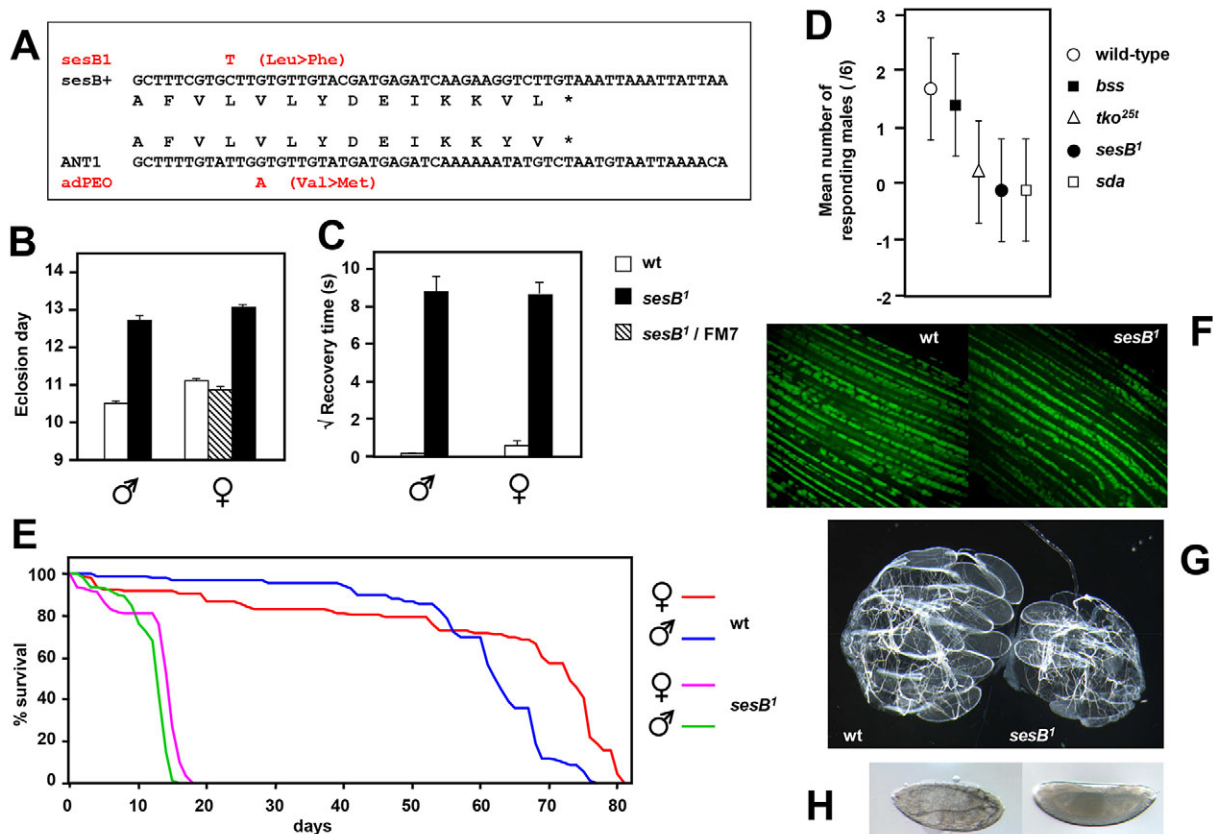 A
sesB1 T (Leu>Phe)
sesB+ GCTTTCGTGCTTGTGTTGTACGATGAGATCAAGAAGGTCTTGTAAATTAAATTATTAA
A F V L V L Y D E I K K V L *
A F V L V L Y D E I K K Y V *
ANT1 GCTTTTGTATTGGTGTTGTATGATGAGATCAAAAAATATGTCTAATGTAATTAAAACA
adPEO A (Val>Met)
B
Eclosion day
14
13
12
11
10
9
♂ ♀
C
√ Recovery time (s)
10
8
6
4
2
0
♂ ♀
wt
sesB¹
sesB¹ / FM7
D
Mean number of
responding males ( /6)
3
2
1
0
-1
-2
wild-type
bss
tko²⁵ᵗ
sesB¹
sda
E
% survival
100
80
60
40
20
0
0 10 20 30 40 50 60 70 80
days
♀
♂
wt
♀
♂
sesB¹
F
wt
sesB¹
G
wt
sesB¹
H